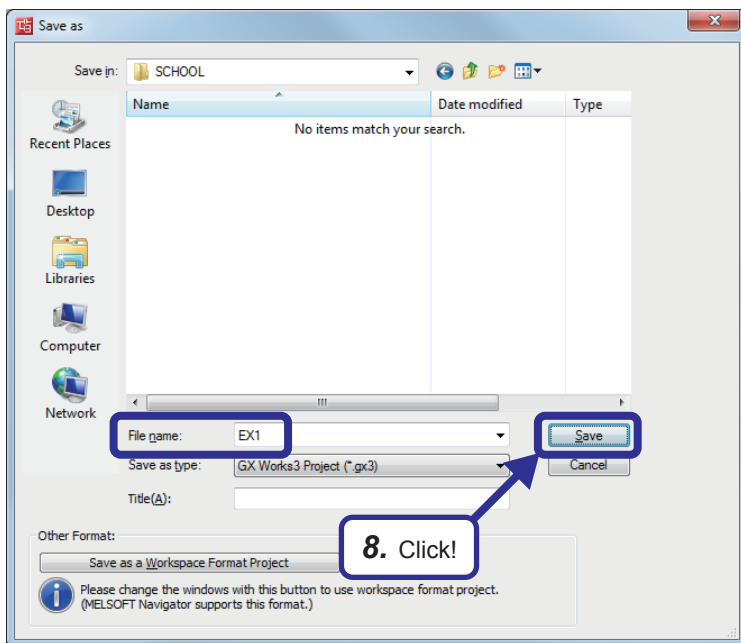 Save as
x
Save in: SCHOOL
Name Date modified Type
No items match your search.
Recent Places
Desktop
Libraries
Computer
Network
File name: EX1 Save
Save as type: GX Works3 Project (*.gx3) Cancel
Title(A):
8. Click!
Other Format:
Save as a Workspace Format Project
Please change the windows with this button to use workspace format project.
(MELSOFT Navigator supports this format.)